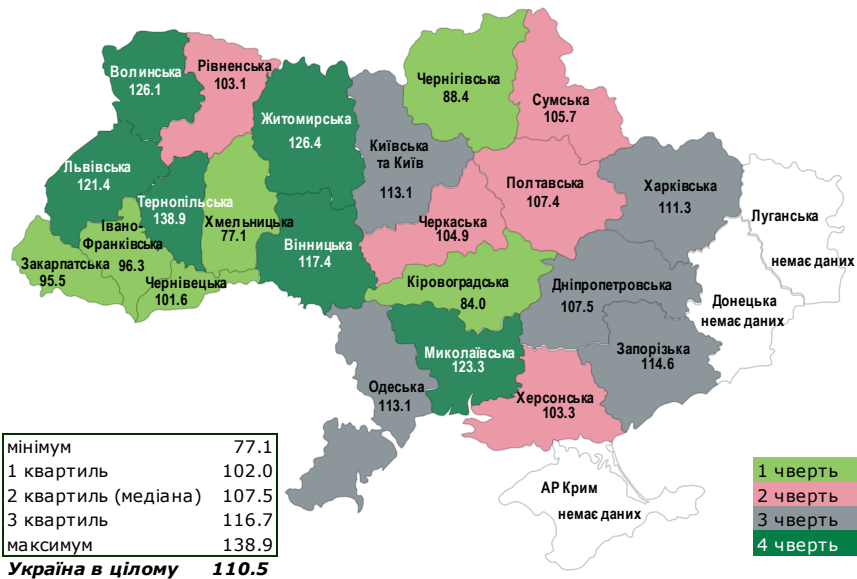 Волинська
126.1
Рівненська
103.1
Житомирська
126.4
Київська
та Київ
113.1
Чернігівська
88.4
Сумська
105.7
Львівська
121.4
Тернопільська
138.9
Хмельницька
77.1
Вінницька
117.4
Черкаська
104.9
Полтавська
107.4
Харківська
111.3
Луганська
немає даних
Івано-
Франківська
96.3
Закарпатська
95.5
Чернівецька
101.6
Кіровоградська
84.0
Дніпропетровська
107.5
Донецька
немає даних
Миколаївська
123.3
Запорізька
114.6
Одеська
113.1
Херсонська
103.3
АР Крим
немає даних
мінімум 77.1
1 квартиль 102.0
2 квартиль (медіана) 107.5
3 квартиль 116.7
максимум 138.9
Україна в цілому 110.5
1 чверть
2 чверть
3 чверть
4 чверть